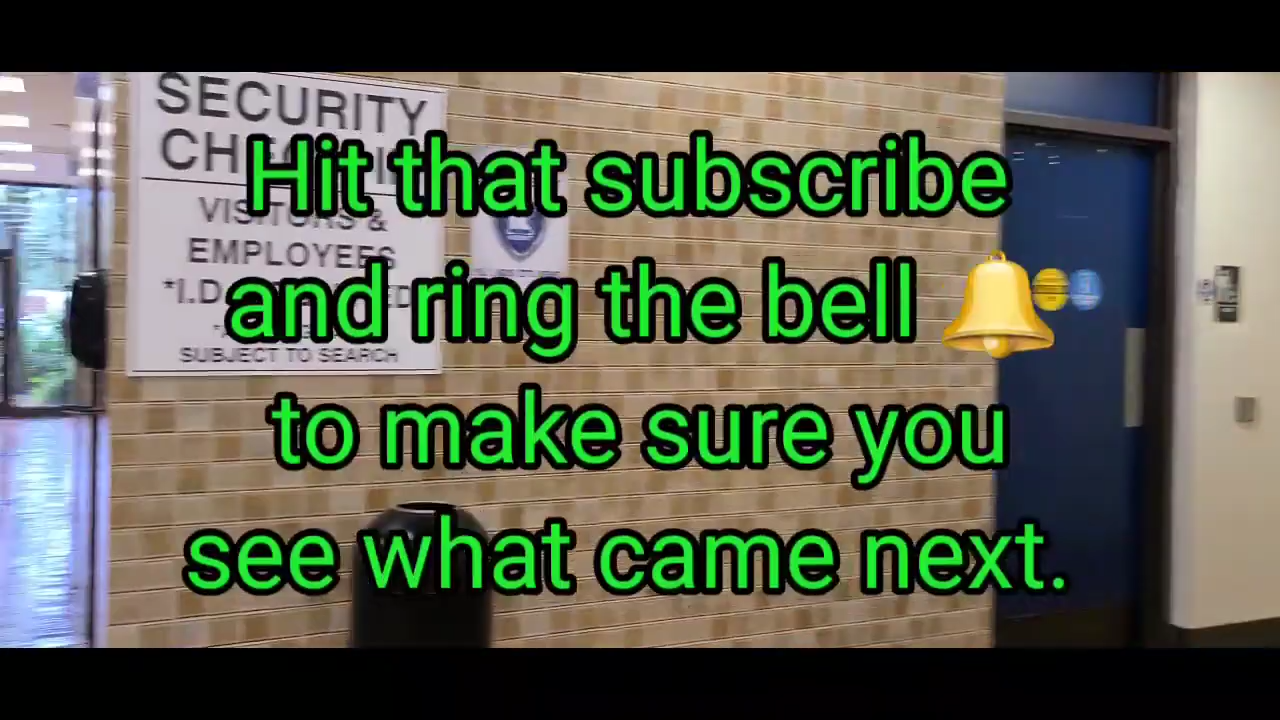 SECURITY
VISITORS &
EMPLOYEES
SUBJECT TO SEARCH
Hit that subscribe
and ring the bell 🔔
to make sure you
see what came next.